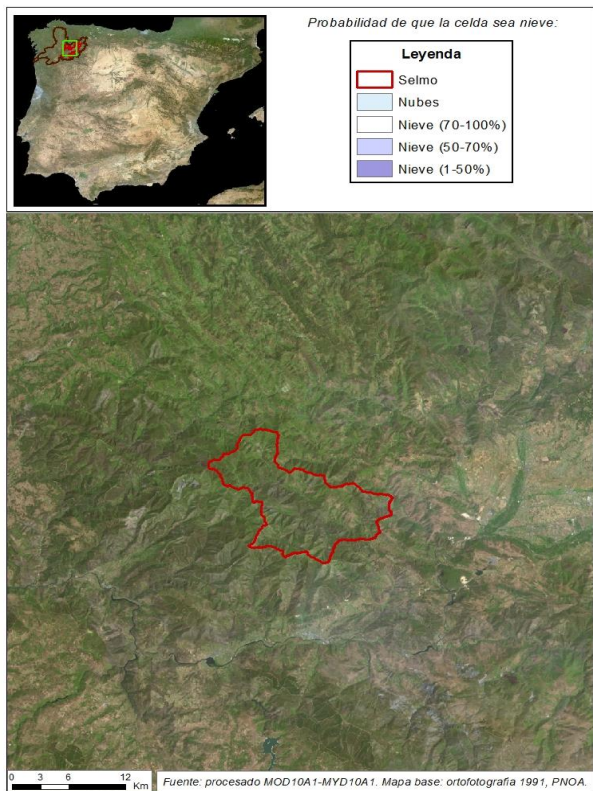 Probabilidad de que la celda sea nieve:
Leyenda
Selmo
Nubes
Nieve (70-100%)
Nieve (50-70%)
Nieve (1-50%)
0 3 6 12
Km
Fuente: procesado MOD10A1-MYD10A1. Mapa base: ortofotografía 1991, PNOA.